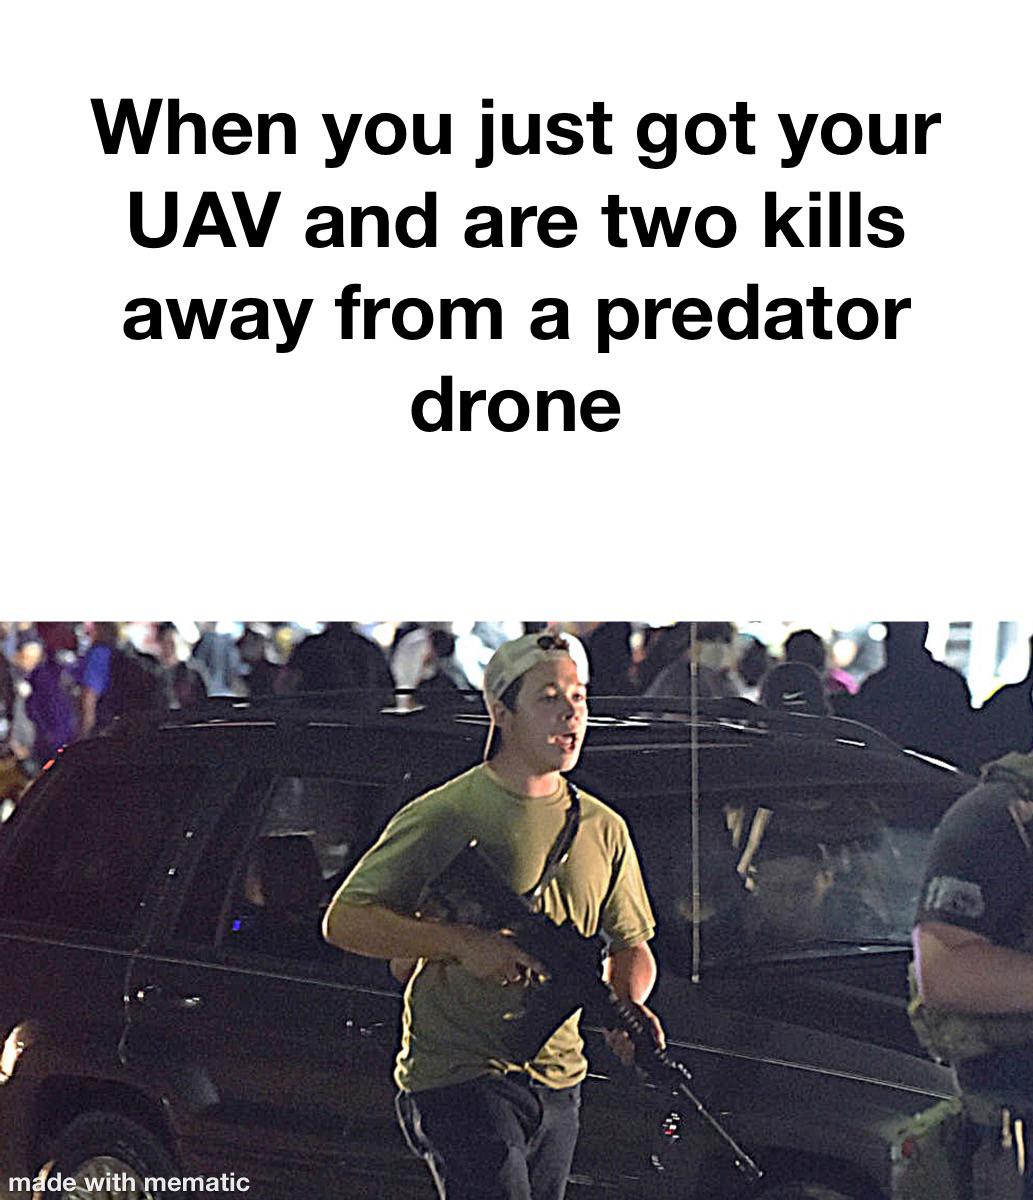 When you just got your
UAV and are two kills
away from a predator
drone
made with mematic